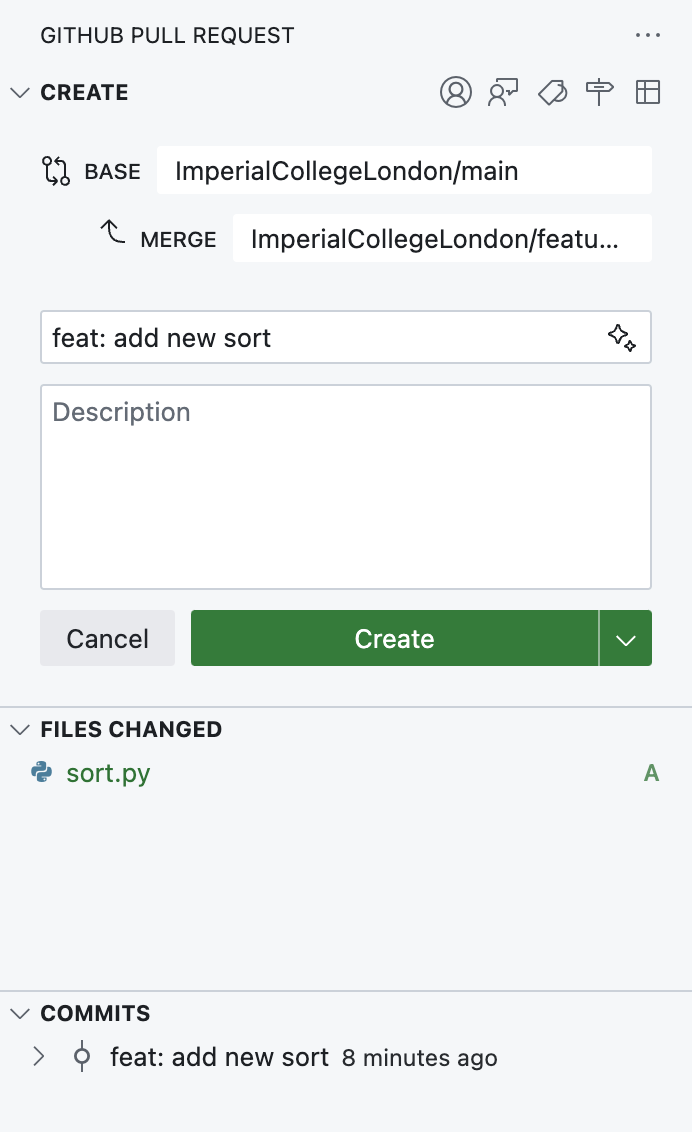 GITHUB PULL REQUEST
CREATE
BASE ImperialCollegeLondon/main
MERGE ImperialCollegeLondon/featu...
feat: add new sort
Description
Cancel Create
FILES CHANGED
sort.py A
COMMITS
feat: add new sort 8 minutes ago